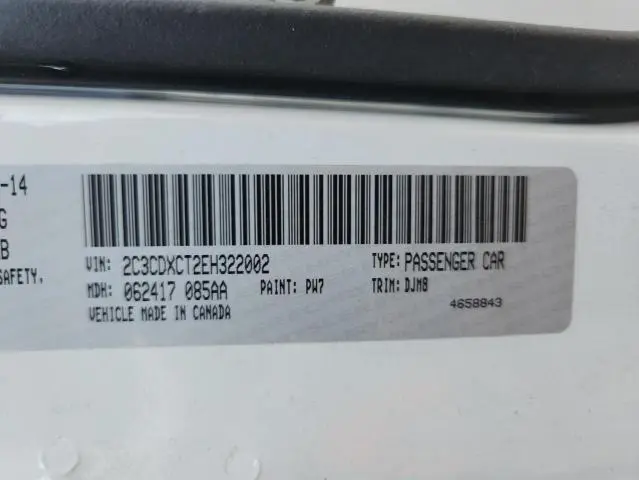 -14
G
B
SAFETY.
VIN: 2C3CDXCT2EH322002
TYPE: PASSENGER CAR
MDH: 062417 085AA
PAINT: PW7
TRIM: DJM8
VEHICLE MADE IN CANADA
4658843